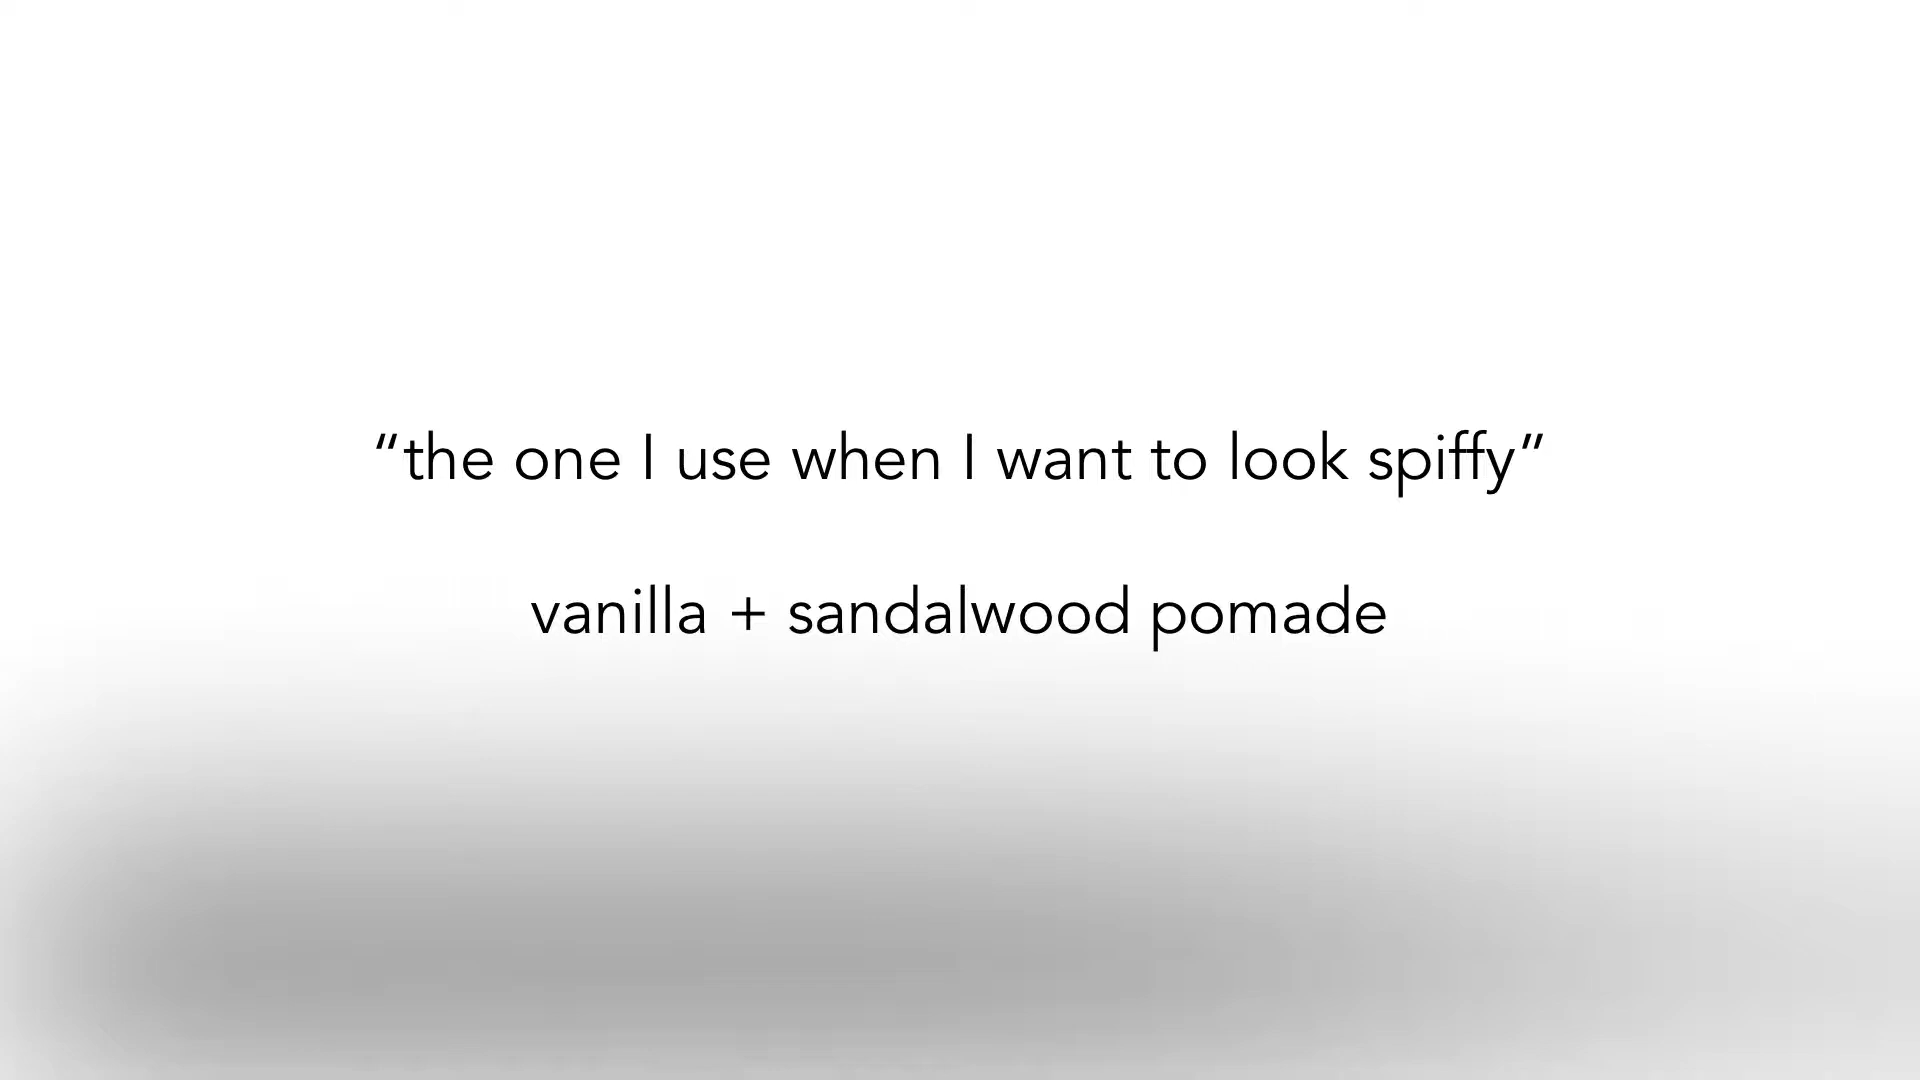 “the one I use when I want to look spiffy”
vanilla + sandalwood pomade